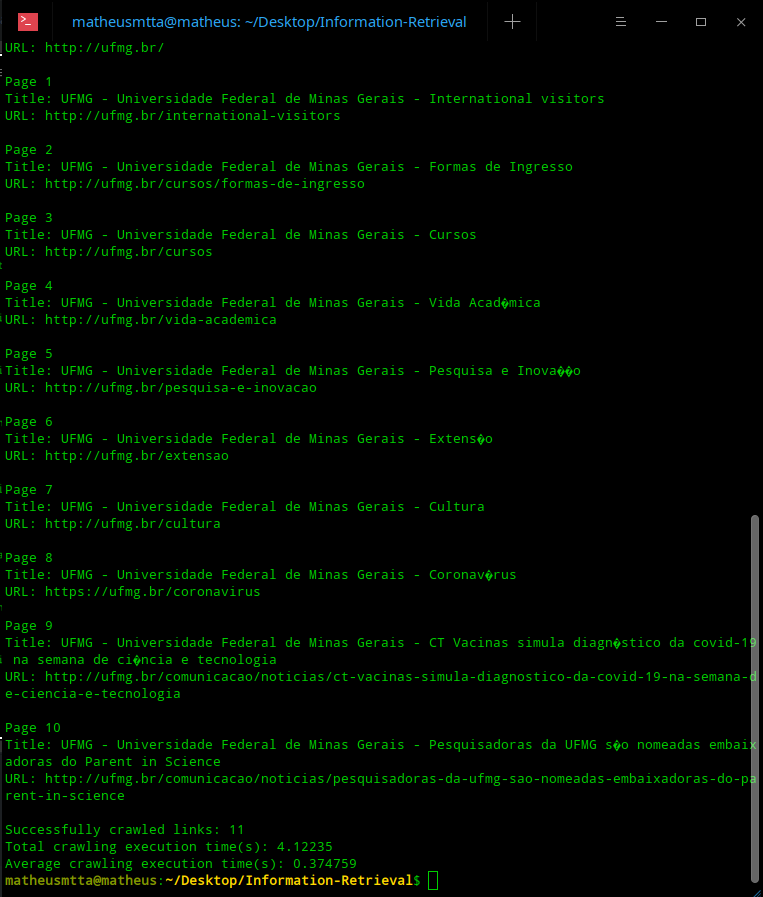 matheusmtta@matheus: ~/Desktop/Information-Retrieval
URL: http://ufmg.br/
Page 1
Title: UFMG - Universidade Federal de Minas Gerais - International visitors
URL: http://ufmg.br/international-visitors
Page 2
Title: UFMG - Universidade Federal de Minas Gerais - Formas de Ingresso
URL: http://ufmg.br/cursos/formas-de-ingresso
Page 3
Title: UFMG - Universidade Federal de Minas Gerais - Cursos
URL: http://ufmg.br/cursos
Page 4
Title: UFMG - Universidade Federal de Minas Gerais - Vida Acad�mica
URL: http://ufmg.br/vida-academica
Page 5
Title: UFMG - Universidade Federal de Minas Gerais - Pesquisa e Inova��o
URL: http://ufmg.br/pesquisa-e-inovacao
Page 6
Title: UFMG - Universidade Federal de Minas Gerais - Extens�o
URL: http://ufmg.br/extensao
Page 7
Title: UFMG - Universidade Federal de Minas Gerais - Cultura
URL: http://ufmg.br/cultura
Page 8
Title: UFMG - Universidade Federal de Minas Gerais - Coronav�rus
URL: https://ufmg.br/coronavirus
Page 9
Title: UFMG - Universidade Federal de Minas Gerais - CT Vacinas simula diagn�stico da covid-19
na semana de ci�ncia e tecnologia
URL: http://ufmg.br/comunicacao/noticias/ct-vacinas-simula-diagnostico-da-covid-19-na-semana-d
e-ciencia-e-tecnologia
Page 10
Title: UFMG - Universidade Federal de Minas Gerais - Pesquisadoras da UFMG s�o nomeadas embaix
adoras do Parent in Science
URL: http://ufmg.br/comunicacao/noticias/pesquisadoras-da-ufmg-sao-nomeadas-embaixadoras-do-pa
rent-in-science
Successfully crawled links: 11
Total crawling execution time(s): 4.12235
Average crawling execution time(s): 0.374759
matheusmtta@matheus:~/Desktop/Information-Retrieval$